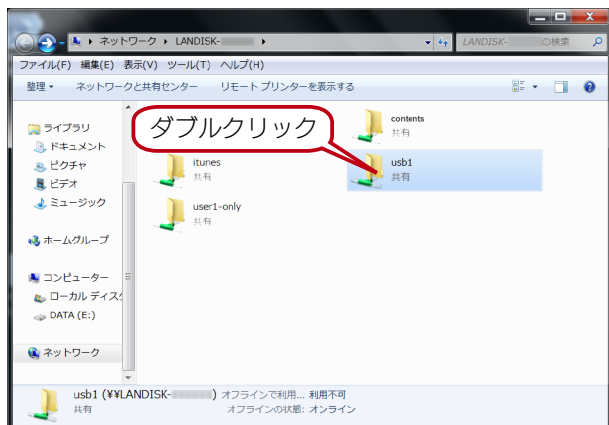 ネットワーク ▸ LANDISK- ▸
LANDISK- の検索
ファイル(F) 編集(E) 表示(V) ツール(T) ヘルプ(H)
整理 ネットワークと共有センター リモート プリンターを表示する
ライブラリ
ドキュメント
ピクチャ
ビデオ
ミュージック
ホームグループ
コンピューター
ローカル ディスク
DATA (E:)
ネットワーク
ダブルクリック
contents
共有
itunes
共有
usb1
共有
user1-only
共有
usb1 (¥¥LANDISK- ) オフラインで利用... 利用不可
共有 オフラインの状態: オンライン